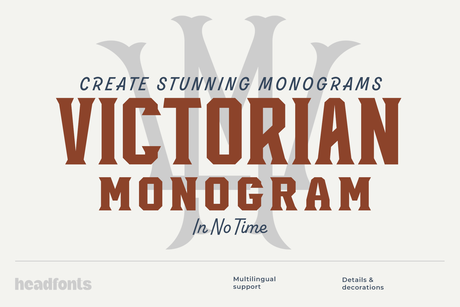 CREATE STUNNING MONOGRAMS
VICTORIAN
MONOGRAM
In No Time
headfonts
Multilingual
support
Details &
decorations